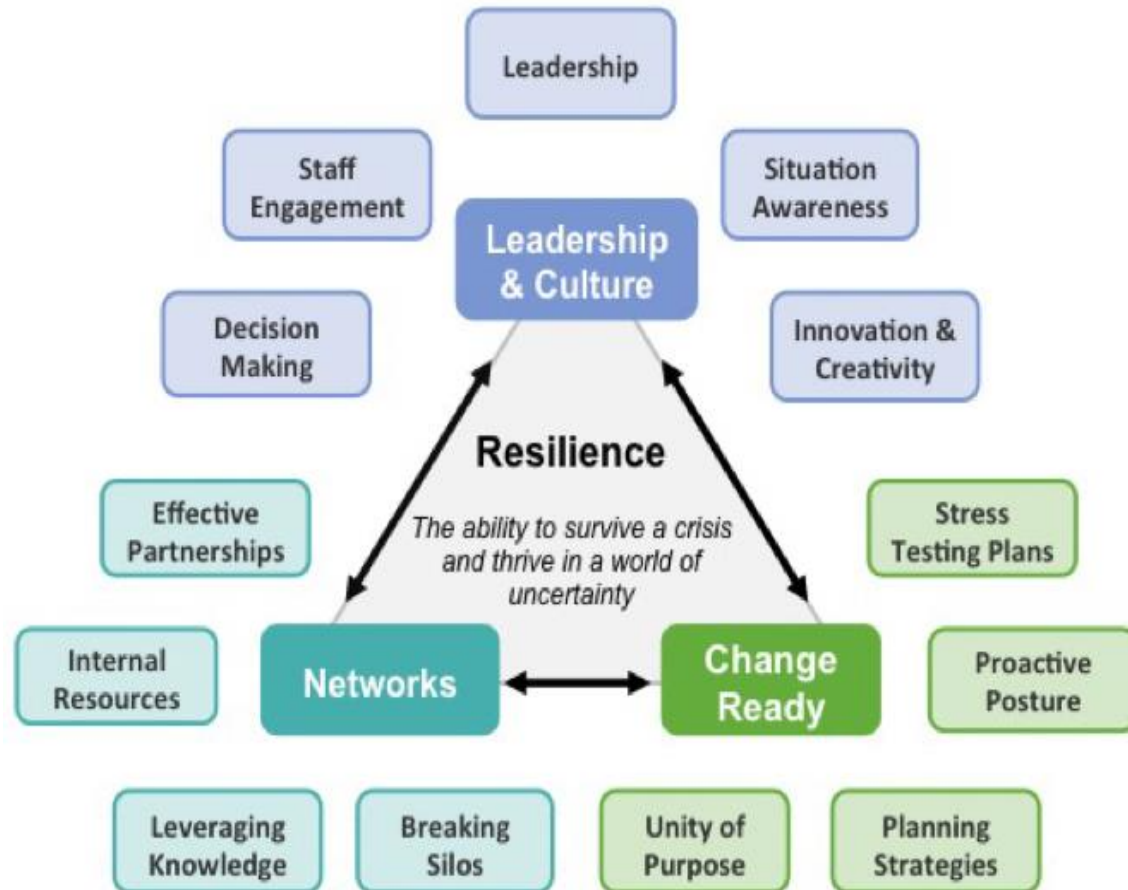 Leadership
Staff
Engagement
Situation
Awareness
Leadership
& Culture
Decision
Making
Innovation &
Creativity
Resilience
The ability to survive a crisis
and thrive in a world of
uncertainty
Effective
Partnerships
Stress
Testing Plans
Internal
Resources
Networks
Change
Ready
Proactive
Posture
Leveraging
Knowledge
Breaking
Silos
Unity of
Purpose
Planning
Strategies